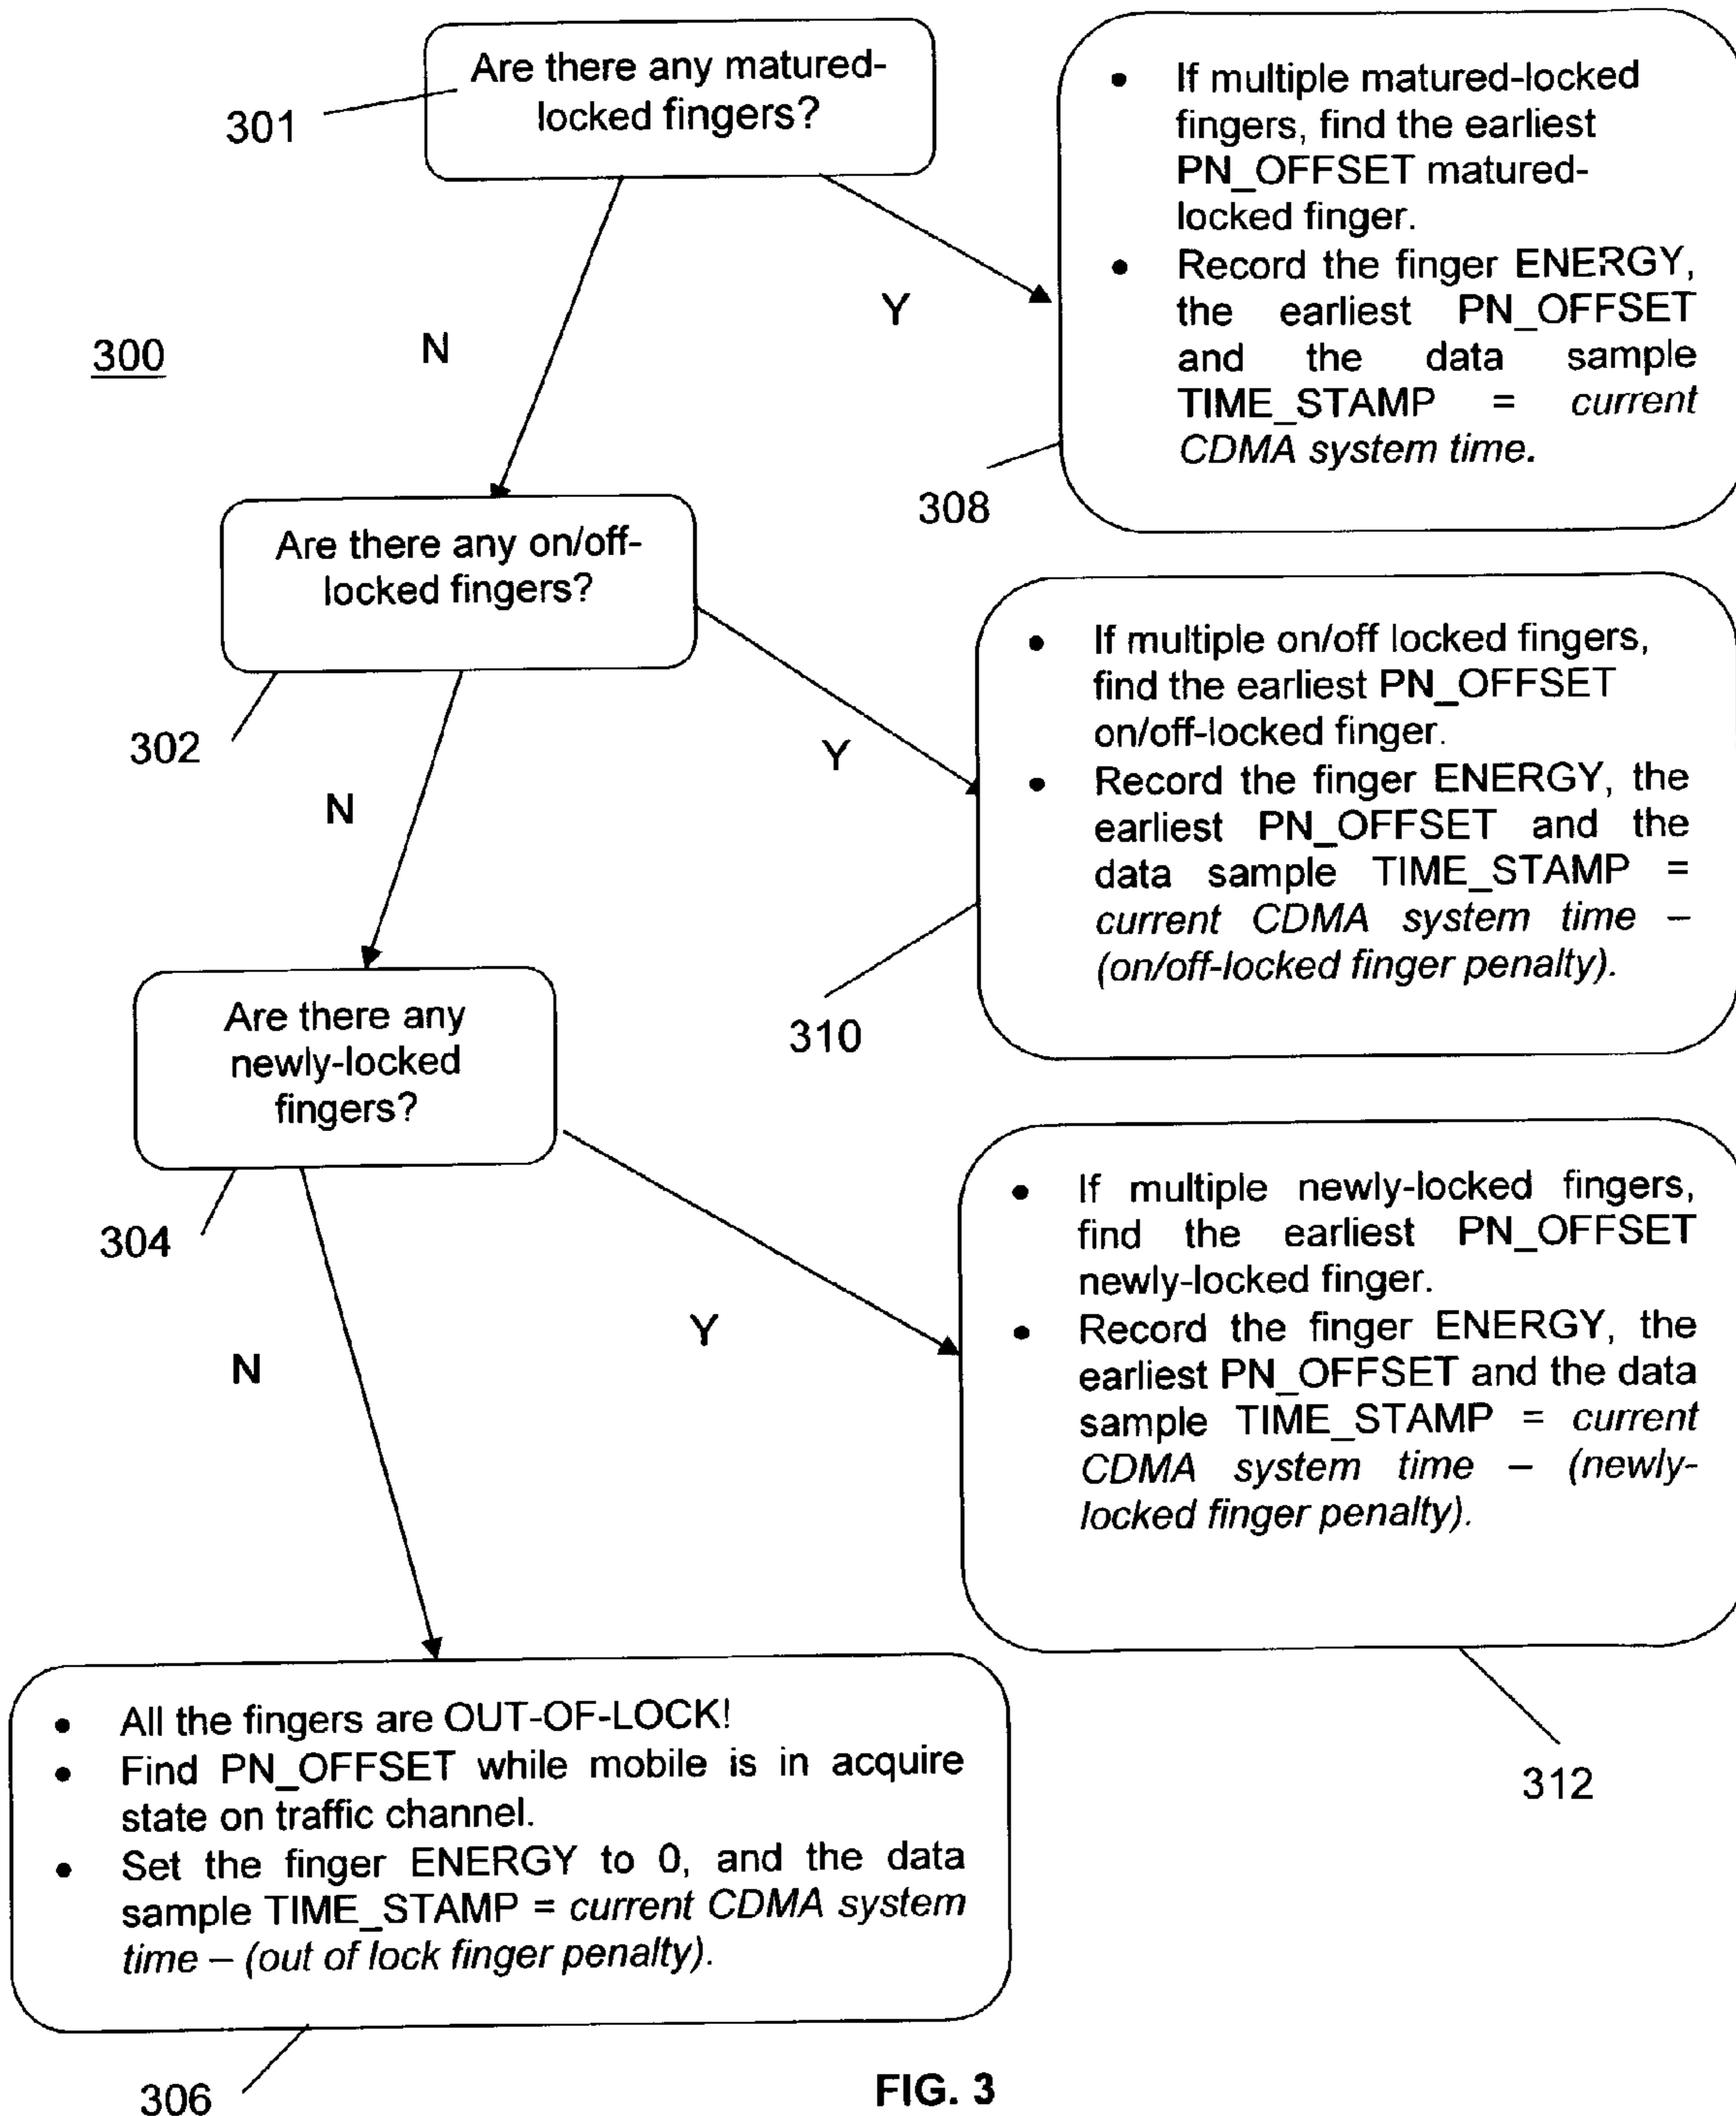 Are there any matured-
locked fingers?
301
• If multiple matured-locked
fingers, find the earliest
PN_OFFSET matured-
locked finger.
• Record the finger ENERGY,
the earliest PN_OFFSET
and the data sample
TIME_STAMP = current
CDMA system time.
308
300
N
Y
Are there any on/off-
locked fingers?
302
• If multiple on/off locked fingers,
find the earliest PN_OFFSET
on/off-locked finger.
• Record the finger ENERGY, the
earliest PN_OFFSET and the
data sample TIME_STAMP =
current CDMA system time –
(on/off-locked finger penalty).
310
N
Y
Are there any
newly-locked
fingers?
304
• If multiple newly-locked fingers,
find the earliest PN_OFFSET
newly-locked finger.
• Record the finger ENERGY, the
earliest PN_OFFSET and the data
sample TIME_STAMP = current
CDMA system time – (newly-
locked finger penalty).
312
N
Y
• All the fingers are OUT-OF-LOCK!
• Find PN_OFFSET while mobile is in acquire
state on traffic channel.
• Set the finger ENERGY to 0, and the data
sample TIME_STAMP = current CDMA system
time – (out of lock finger penalty).
306
FIG. 3